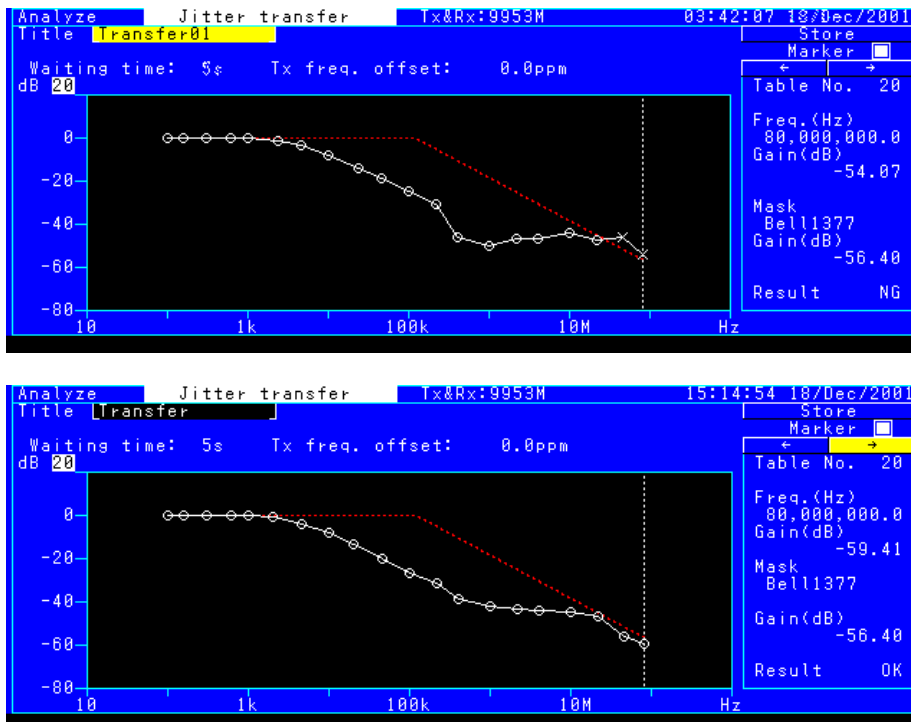 Analyze Jitter transfer Tx&Rx:9953M 03:42:07 18/Dec/2001
Title Transfer01 Store
Marker
Waiting time: 5s Tx freq. offset: 0.0ppm
← →
dB 20
Table No. 20
0
Freq.(Hz)
80,000,000.0
Gain(dB)
-54.07
-20
-40
Mask
Bell1377
Gain(dB)
-56.40
-60
Result NG
-80
10 1k 100k 10M Hz
Analyze Jitter transfer Tx&Rx:9953M 15:14:54 18/Dec/2001
Title [Transfer ] Store
Marker
Waiting time: 5s Tx freq. offset: 0.0ppm
← →
dB 20
Table No. 20
0
Freq.(Hz)
80,000,000.0
Gain(dB)
-59.41
-20
Mask
Bell1377
-40
Gain(dB)
-56.40
-60
Result OK
-80
10 1k 100k 10M Hz